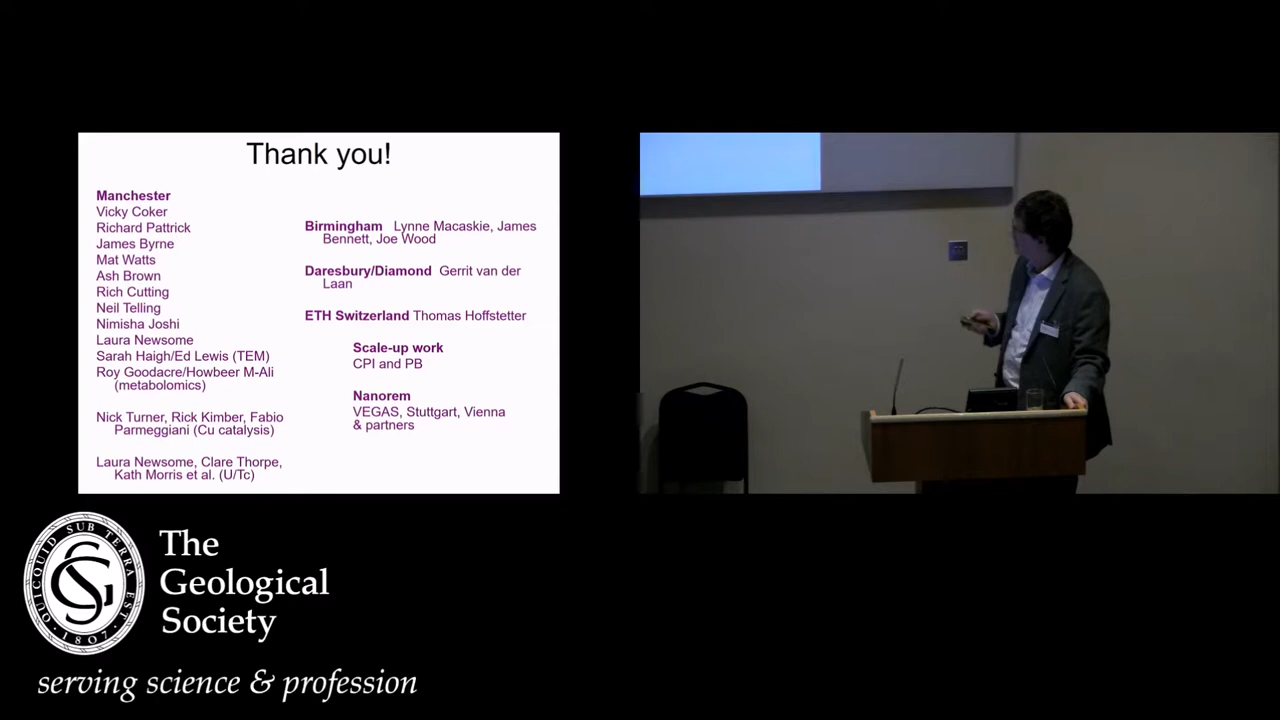 Thank you!
Manchester
Vicky Coker
Richard Pattrick
James Byrne
Mat Watts
Ash Brown
Rich Cutting
Neil Telling
Nimisha Joshi
Laura Newsome
Sarah Haigh/Ed Lewis (TEM)
Roy Goodacre/Howbeer M-Ali
(metabolomics)
Nick Turner, Rick Kimber, Fabio
Parmeggiani (Cu catalysis)
Laura Newsome, Clare Thorpe,
Kath Morris et al. (U/Tc)
Birmingham Lynne Macaskie, James
Bennett, Joe Wood
Daresbury/Diamond Gerrit van der
Laan
ETH Switzerland Thomas Hoffstetter
Scale-up work
CPI and PB
Nanorem
VEGAS, Stuttgart, Vienna
& partners
QUICQUID SUB TERRA EST
· 1807 ·
GS
The
Geological
Society
serving science & profession